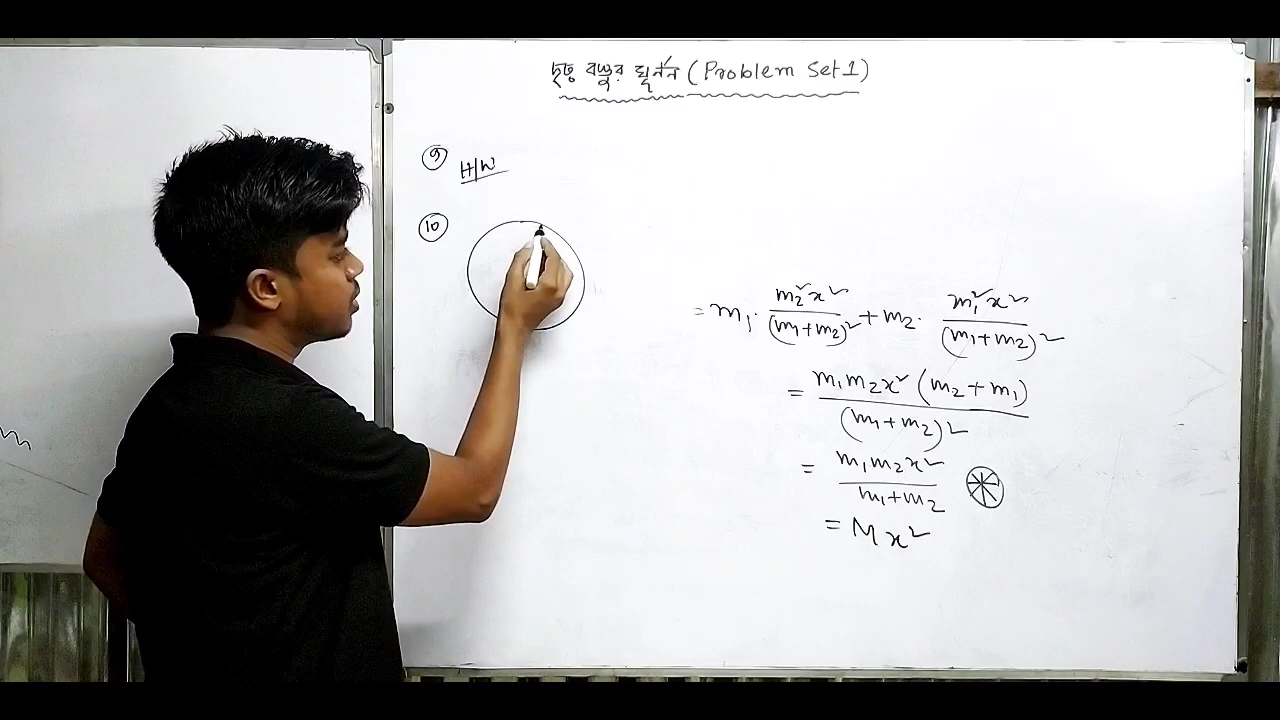 দৃঢ় বস্তুর ঘূর্ণন (Problem Set 1)
9 H/W
10
= m₁ · m₂²x²/(m₁+m₂)² + m₂ · m₁²x²/(m₁+m₂)²
= m₁m₂x² (m₂+m₁)/(m₁+m₂)²
= m₁m₂x²/m₁+m₂
= Mx²